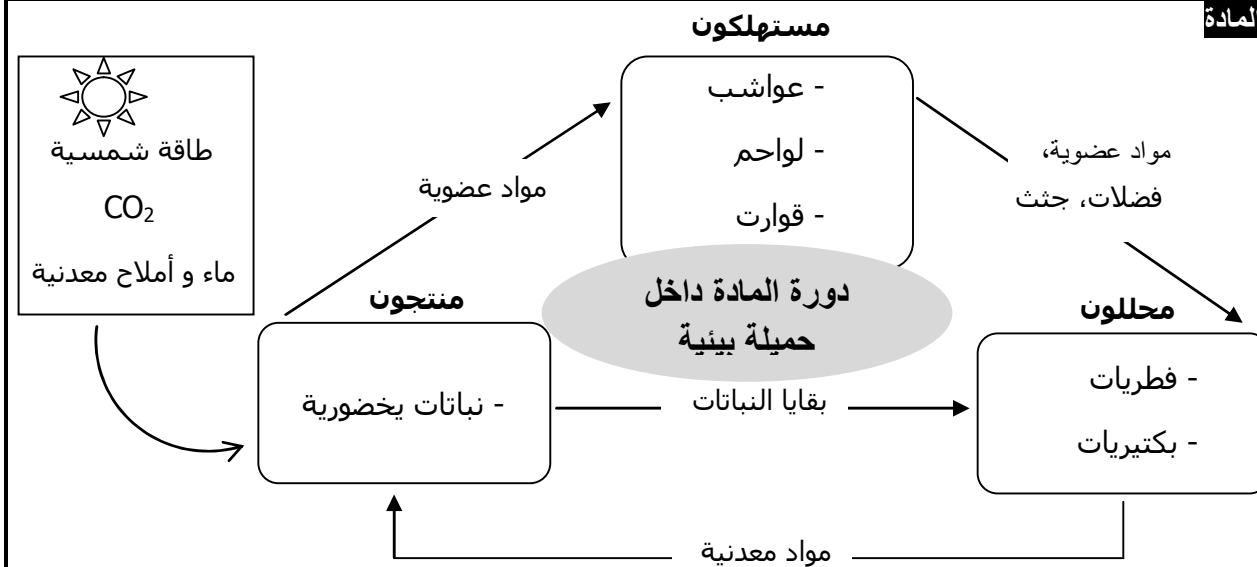 المادة
مستهلكون
- عواشب
- لواحم
- قوارت
طاقة شمسية
CO₂
ماء و أملاح معدنية
مواد عضوية
مواد عضوية،
فضلات، جثث
دورة المادة داخل
حميلة بيئية
منتجون
- نباتات يخضورية
بقايا النباتات
محللون
- فطريات
- بكتيريات
مواد معدنية